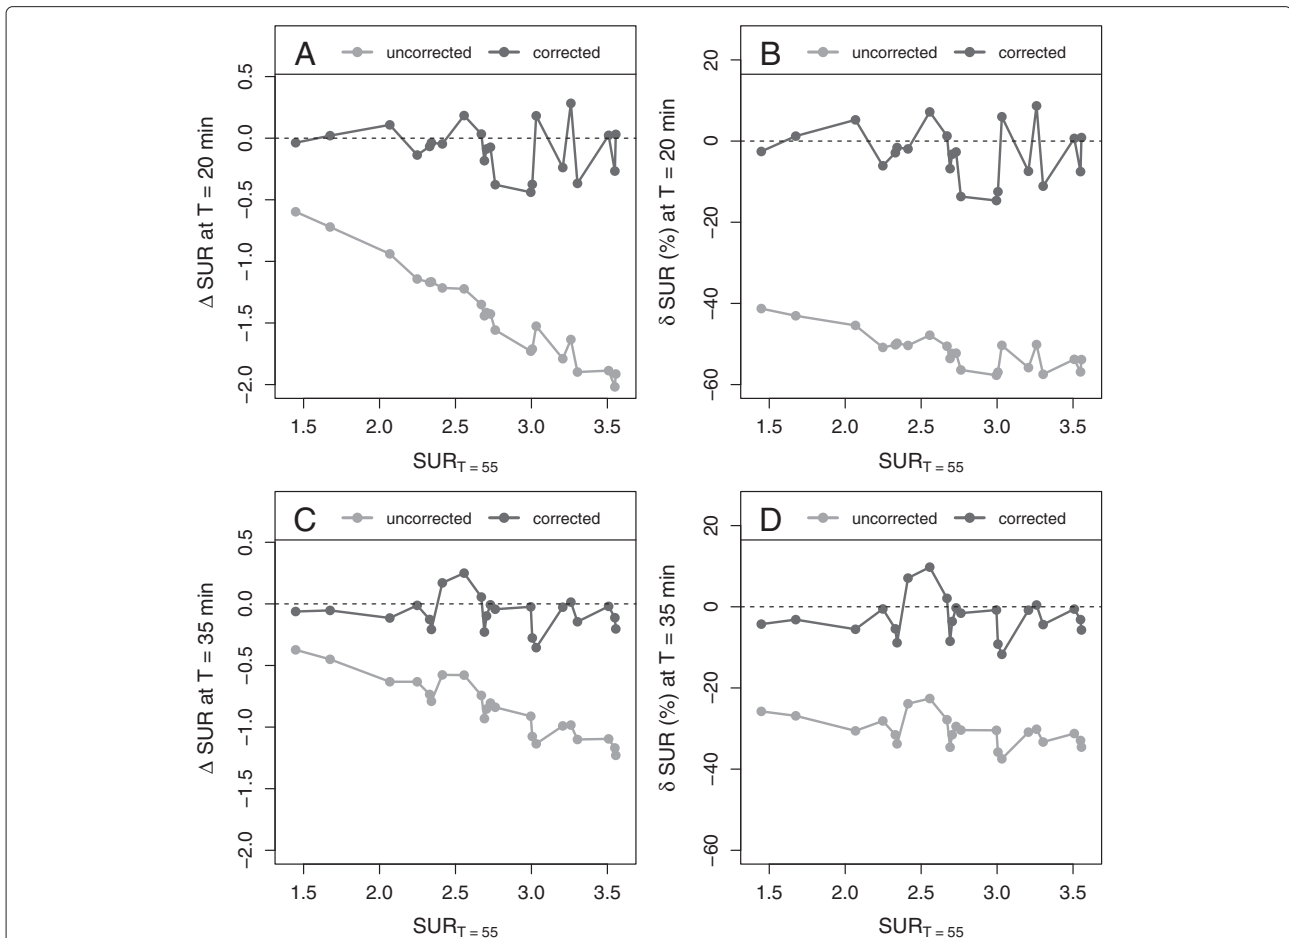 A uncorrected corrected
Δ SUR at T = 20 min
0.5
0.0
−0.5
−1.0
−1.5
−2.0
1.5 2.0 2.5 3.0 3.5
SUR T = 55
B uncorrected corrected
δ SUR (%) at T = 20 min
20
0
−20
−40
−60
1.5 2.0 2.5 3.0 3.5
SUR T = 55
C uncorrected corrected
Δ SUR at T = 35 min
0.5
0.0
−0.5
−1.0
−1.5
−2.0
1.5 2.0 2.5 3.0 3.5
SUR T = 55
D uncorrected corrected
δ SUR (%) at T = 35 min
20
0
−20
−40
−60
1.5 2.0 2.5 3.0 3.5
SUR T = 55